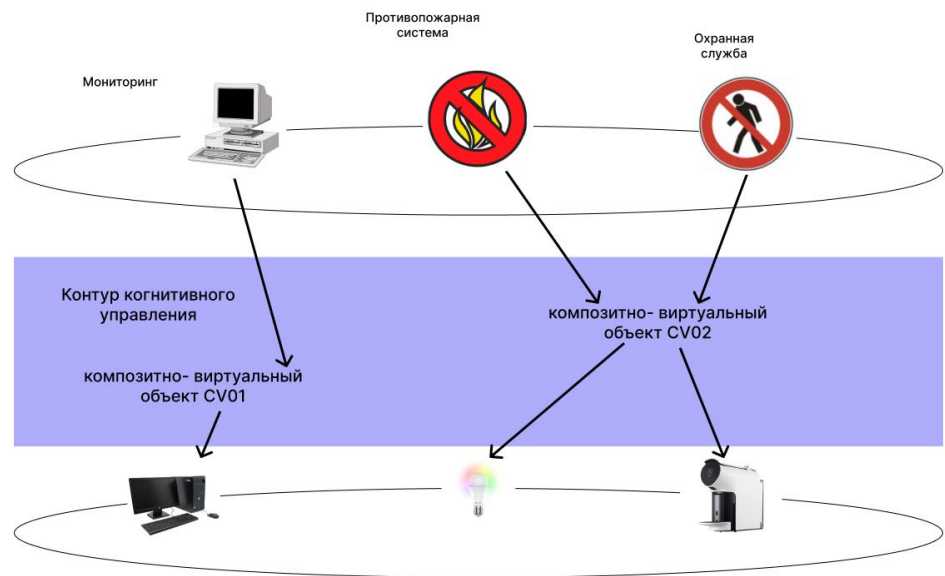 Противопожарная
система
Охранная
служба
Мониторинг
Контур когнитивного
управления
композитно- виртуальный
объект CV02
композитно- виртуальный
объект CV01